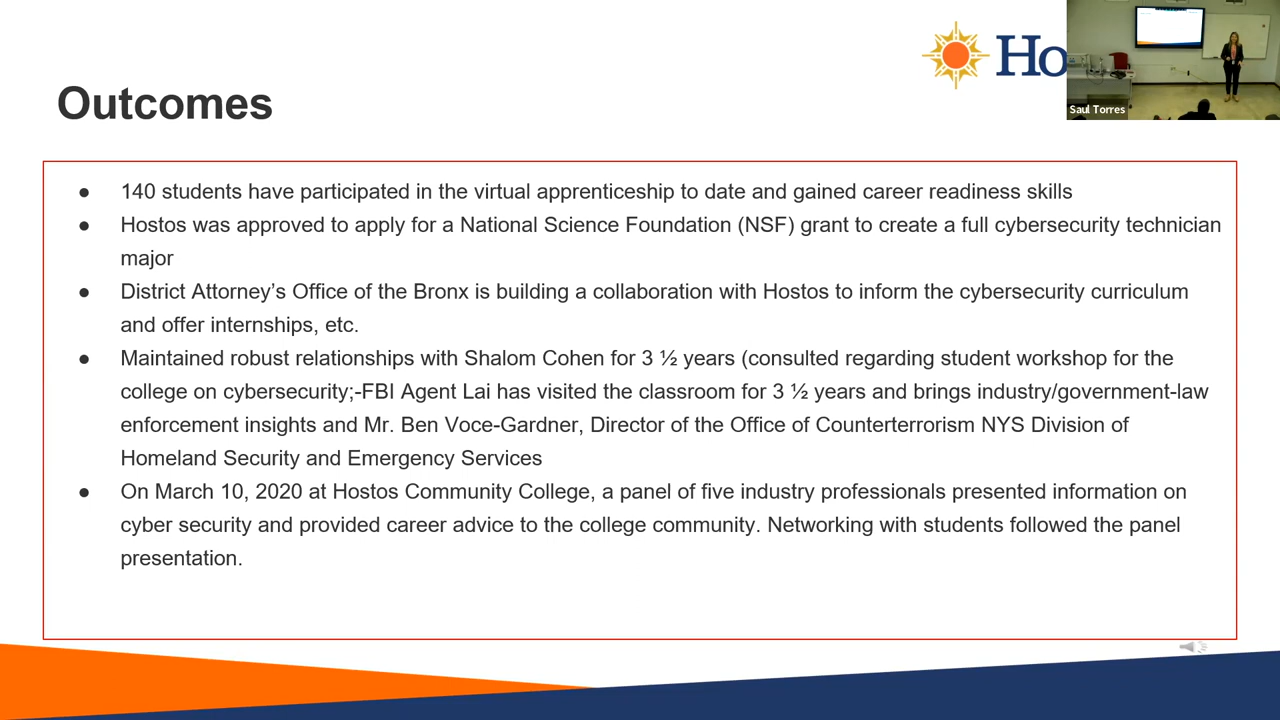 Ho
Saul Torres
Outcomes
● 140 students have participated in the virtual apprenticeship to date and gained career readiness skills
● Hostos was approved to apply for a National Science Foundation (NSF) grant to create a full cybersecurity technician
major
● District Attorney’s Office of the Bronx is building a collaboration with Hostos to inform the cybersecurity curriculum
and offer internships, etc.
● Maintained robust relationships with Shalom Cohen for 3 ½ years (consulted regarding student workshop for the
college on cybersecurity;-FBI Agent Lai has visited the classroom for 3 ½ years and brings industry/government-law
enforcement insights and Mr. Ben Voce-Gardner, Director of the Office of Counterterrorism NYS Division of
Homeland Security and Emergency Services
● On March 10, 2020 at Hostos Community College, a panel of five industry professionals presented information on
cyber security and provided career advice to the college community. Networking with students followed the panel
presentation.